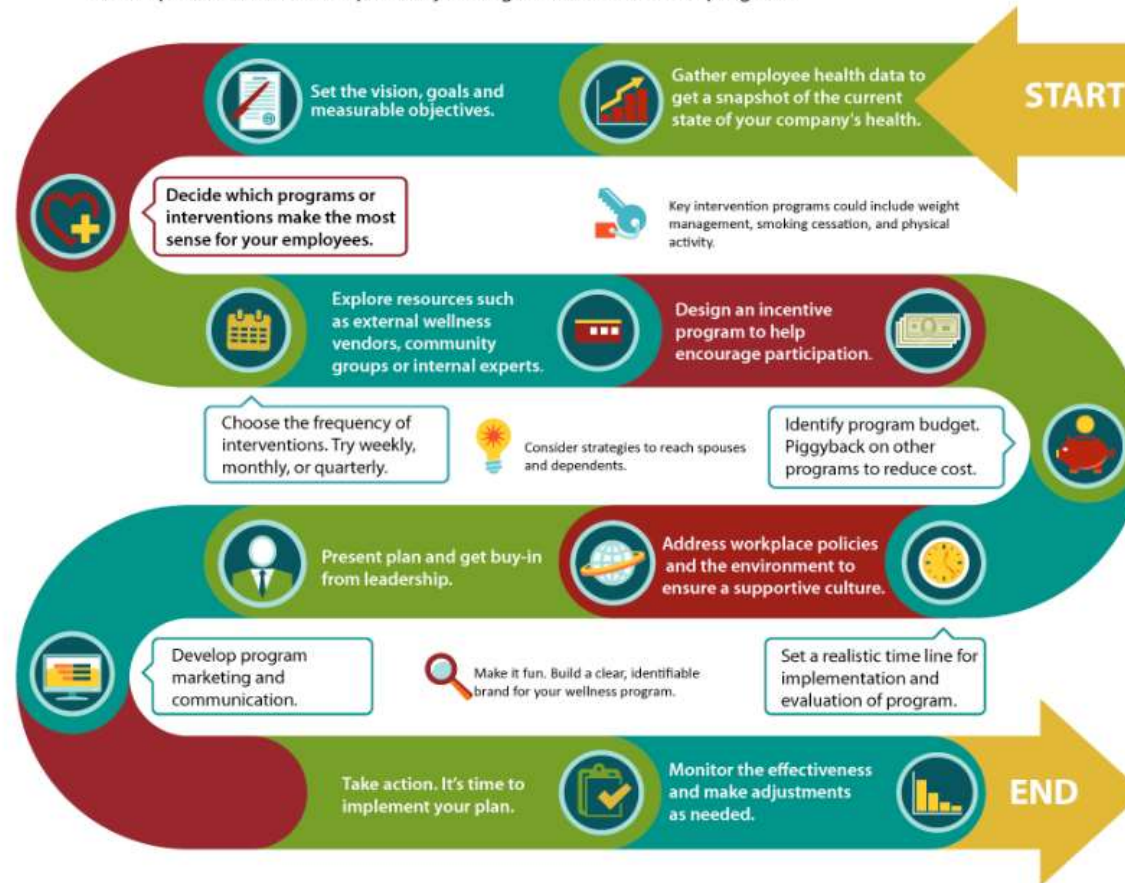 START
Gather employee health data to
get a snapshot of the current
state of your company's health.
Set the vision, goals and
measurable objectives.
Decide which programs or
interventions make the most
sense for your employees.
Key intervention programs could include weight
management, smoking cessation, and physical
activity.
Explore resources such
as external wellness
vendors, community
groups or internal experts.
Design an incentive
program to help
encourage participation.
Choose the frequency of
interventions. Try weekly,
monthly, or quarterly.
Consider strategies to reach spouses
and dependents.
Identify program budget.
Piggyback on other
programs to reduce cost.
Present plan and get buy-in
from leadership.
Address workplace policies
and the environment to
ensure a supportive culture.
Develop program
marketing and
communication.
Make it fun. Build a clear, identifiable
brand for your wellness program.
Set a realistic time line for
implementation and
evaluation of program.
Take action. It's time to
implement your plan.
Monitor the effectiveness
and make adjustments
as needed.
END